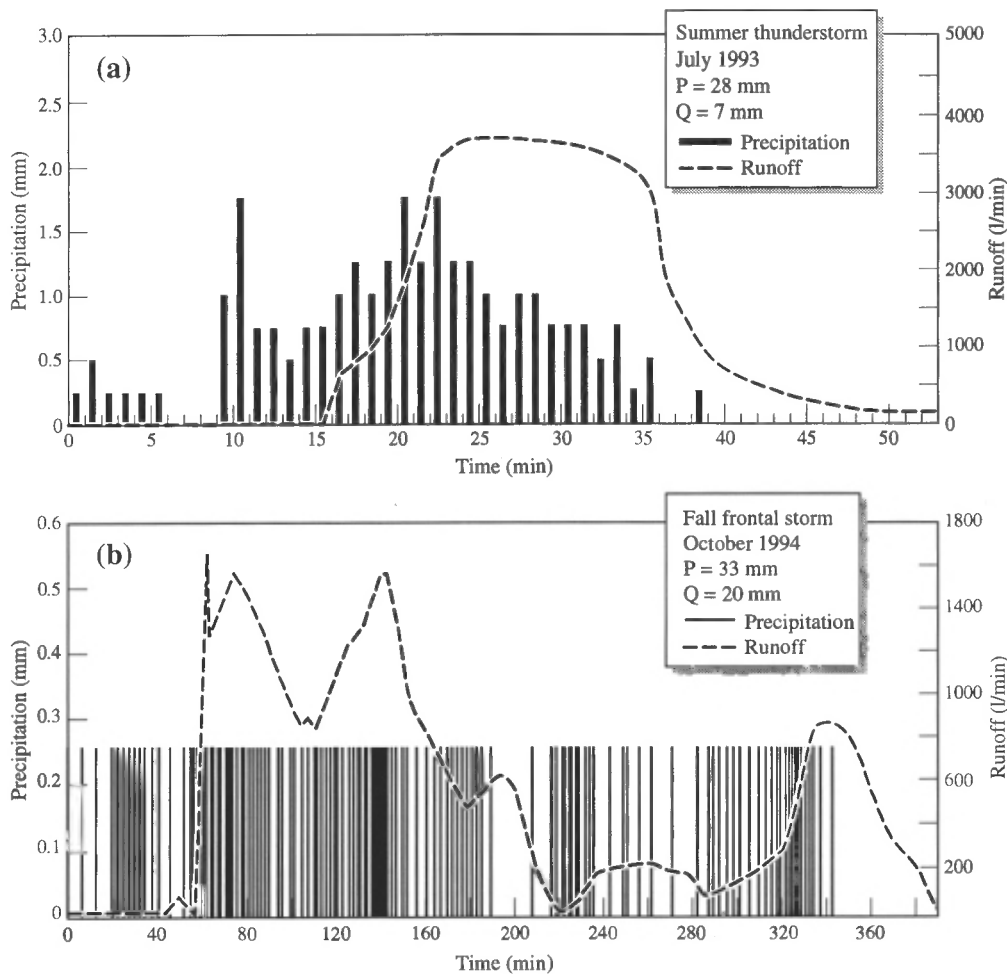 (a)
Summer thunderstorm
July 1993
P = 28 mm
Q = 7 mm
Precipitation
Runoff
Precipitation (mm)
3.0
2.5
2.0
1.5
1.0
0.5
0
Runoff (l/min)
5000
4000
3000
2000
1000
0
0 5 10 15 20 25 30 35 40 45 50
Time (min)
(b)
Fall frontal storm
October 1994
P = 33 mm
Q = 20 mm
Precipitation
Runoff
Precipitation (mm)
0.6
0.5
0.4
0.3
0.2
0.1
0
Runoff (l/min)
1800
1400
1000
600
200
0 40 80 120 160 200 240 280 320 360
Time (min)